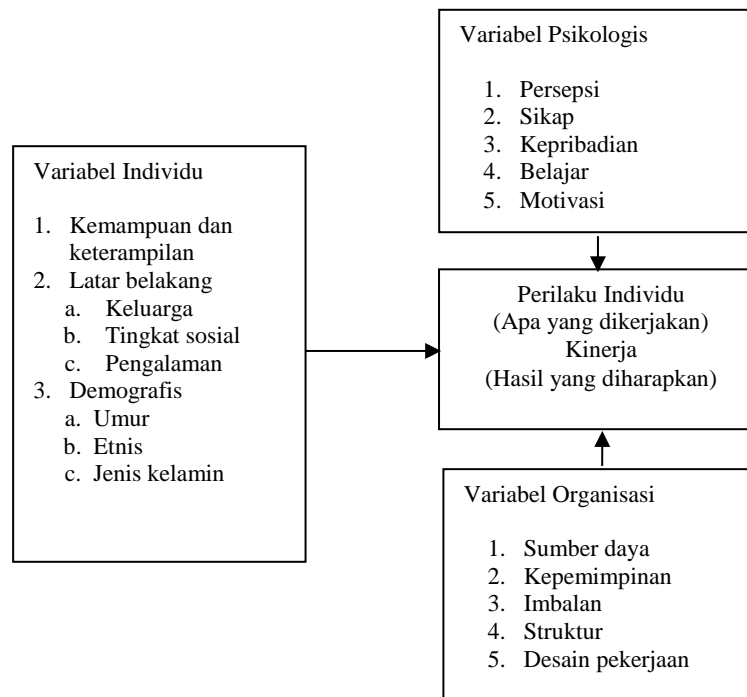 Variabel Psikologis
1. Persepsi
2. Sikap
3. Kepribadian
4. Belajar
5. Motivasi
Variabel Individu
1. Kemampuan dan
keterampilan
2. Latar belakang
a. Keluarga
b. Tingkat sosial
c. Pengalaman
3. Demografis
a. Umur
b. Etnis
c. Jenis kelamin
Perilaku Individu
(Apa yang dikerjakan)
Kinerja
(Hasil yang diharapkan)
Variabel Organisasi
1. Sumber daya
2. Kepemimpinan
3. Imbalan
4. Struktur
5. Desain pekerjaan